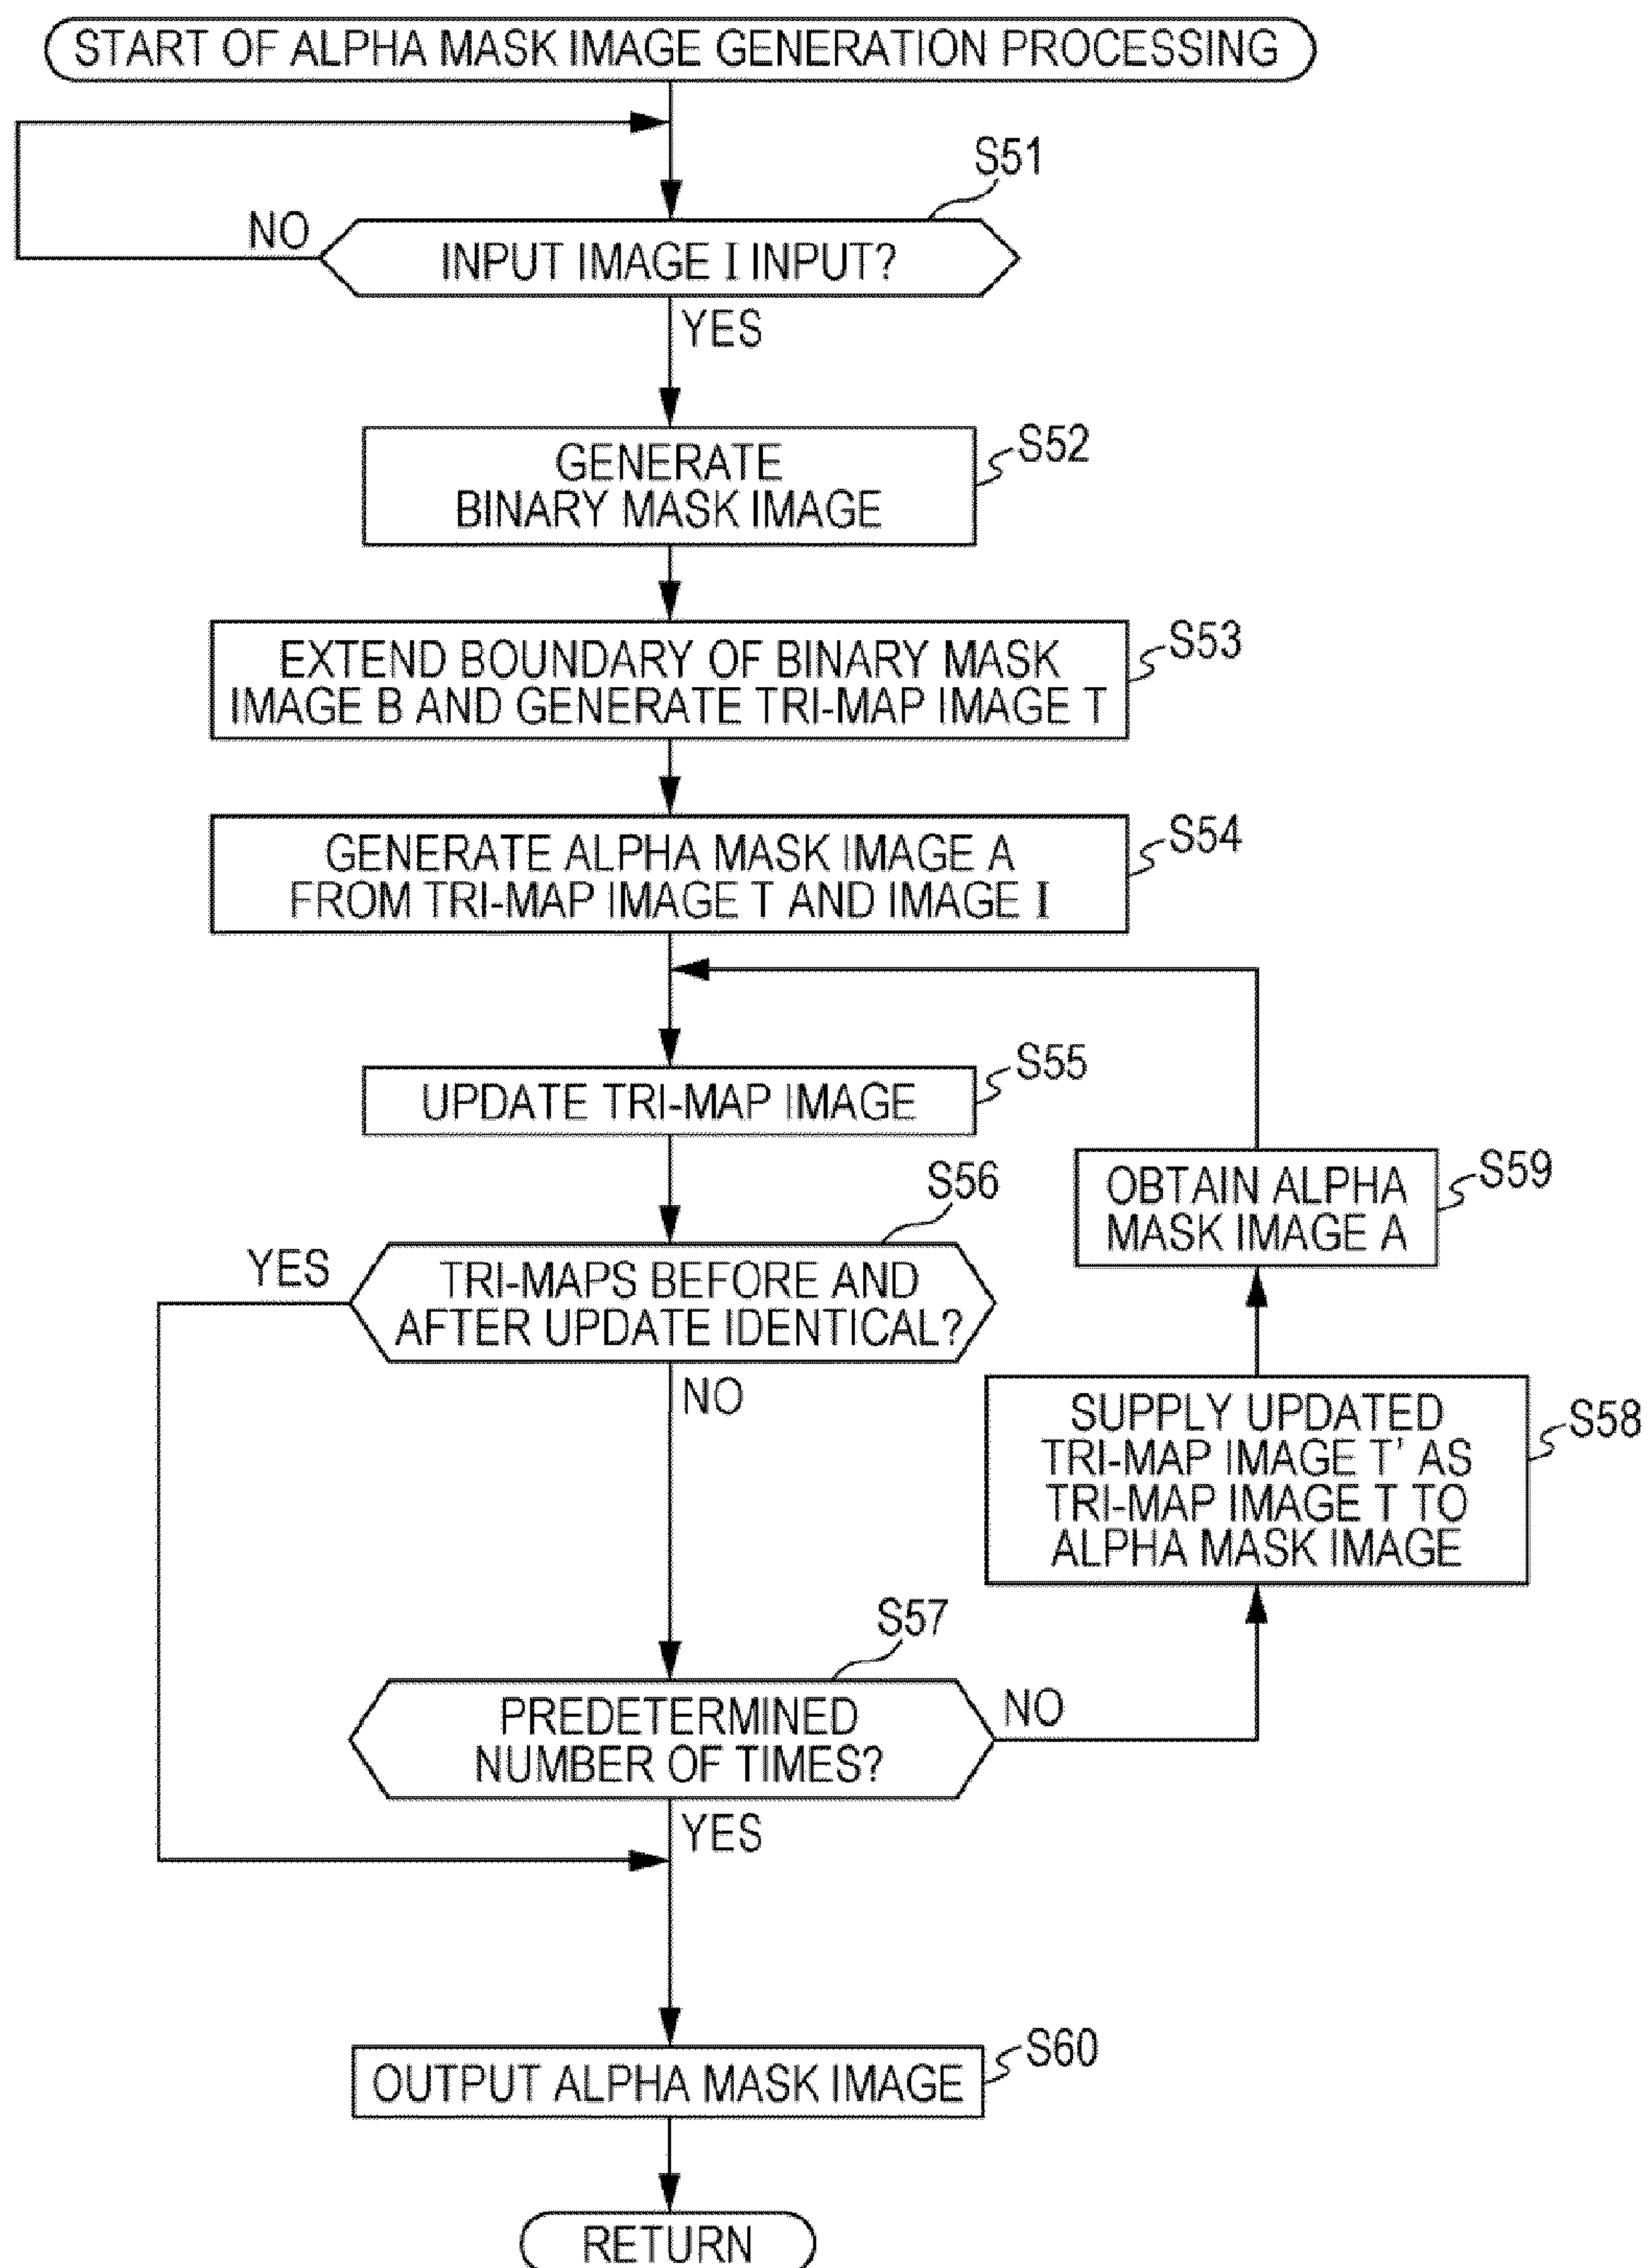 START OF ALPHA MASK IMAGE GENERATION PROCESSING
S51
NO
INPUT IMAGE I INPUT?
YES
S52
GENERATE
BINARY MASK IMAGE
S53
EXTEND BOUNDARY OF BINARY MASK
IMAGE B AND GENERATE TRI-MAP IMAGE T
S54
GENERATE ALPHA MASK IMAGE A
FROM TRI-MAP IMAGE T AND IMAGE I
S55
UPDATE TRI-MAP IMAGE
S56
YES
TRI-MAPS BEFORE AND
AFTER UPDATE IDENTICAL?
NO
S59
OBTAIN ALPHA
MASK IMAGE A
S58
SUPPLY UPDATED
TRI-MAP IMAGE T' AS
TRI-MAP IMAGE T TO
ALPHA MASK IMAGE
S57
PREDETERMINED
NUMBER OF TIMES?
NO
YES
S60
OUTPUT ALPHA MASK IMAGE
RETURN